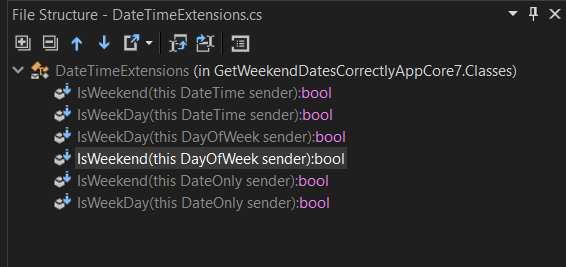 File Structure - DateTimeExtensions.cs
DateTimeExtensions (in GetWeekendDatesCorrectlyAppCore7.Classes)
IsWeekend(this DateTime sender):bool
IsWeekDay(this DateTime sender):bool
IsWeekDay(this DayOfWeek sender):bool
IsWeekend(this DayOfWeek sender):bool
IsWeekend(this DateOnly sender):bool
IsWeekDay(this DateOnly sender):bool